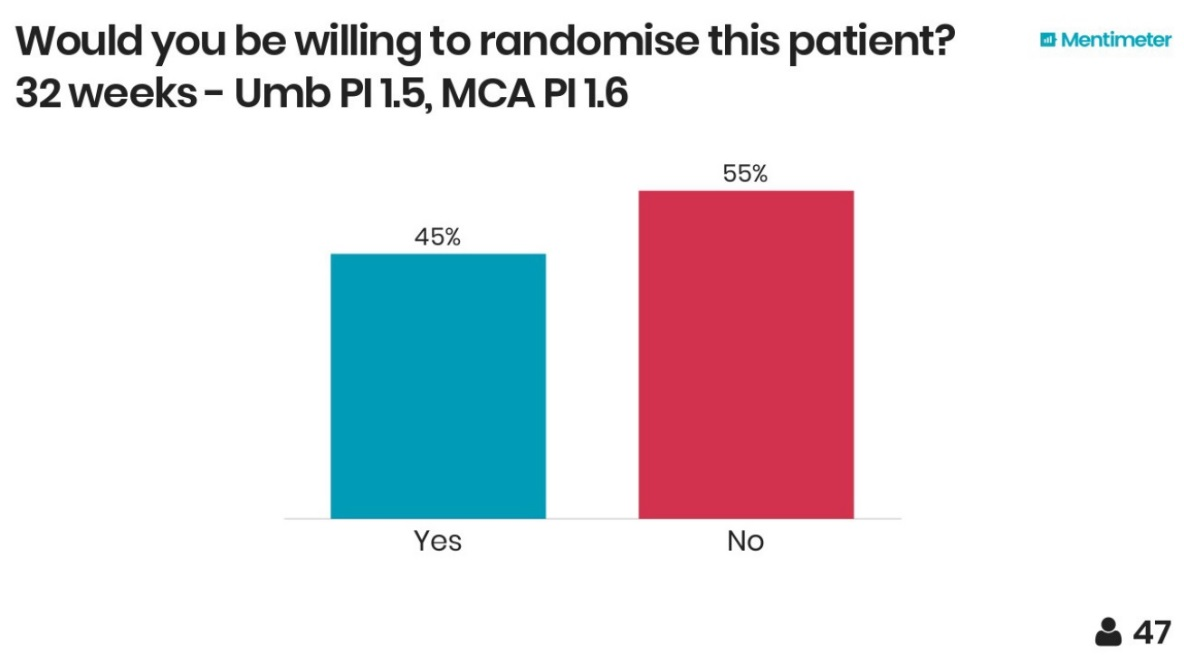 Would you be willing to randomise this patient?
32 weeks - Umb PI 1.5, MCA PI 1.6
Mentimeter
55%
45%
Yes
No
47